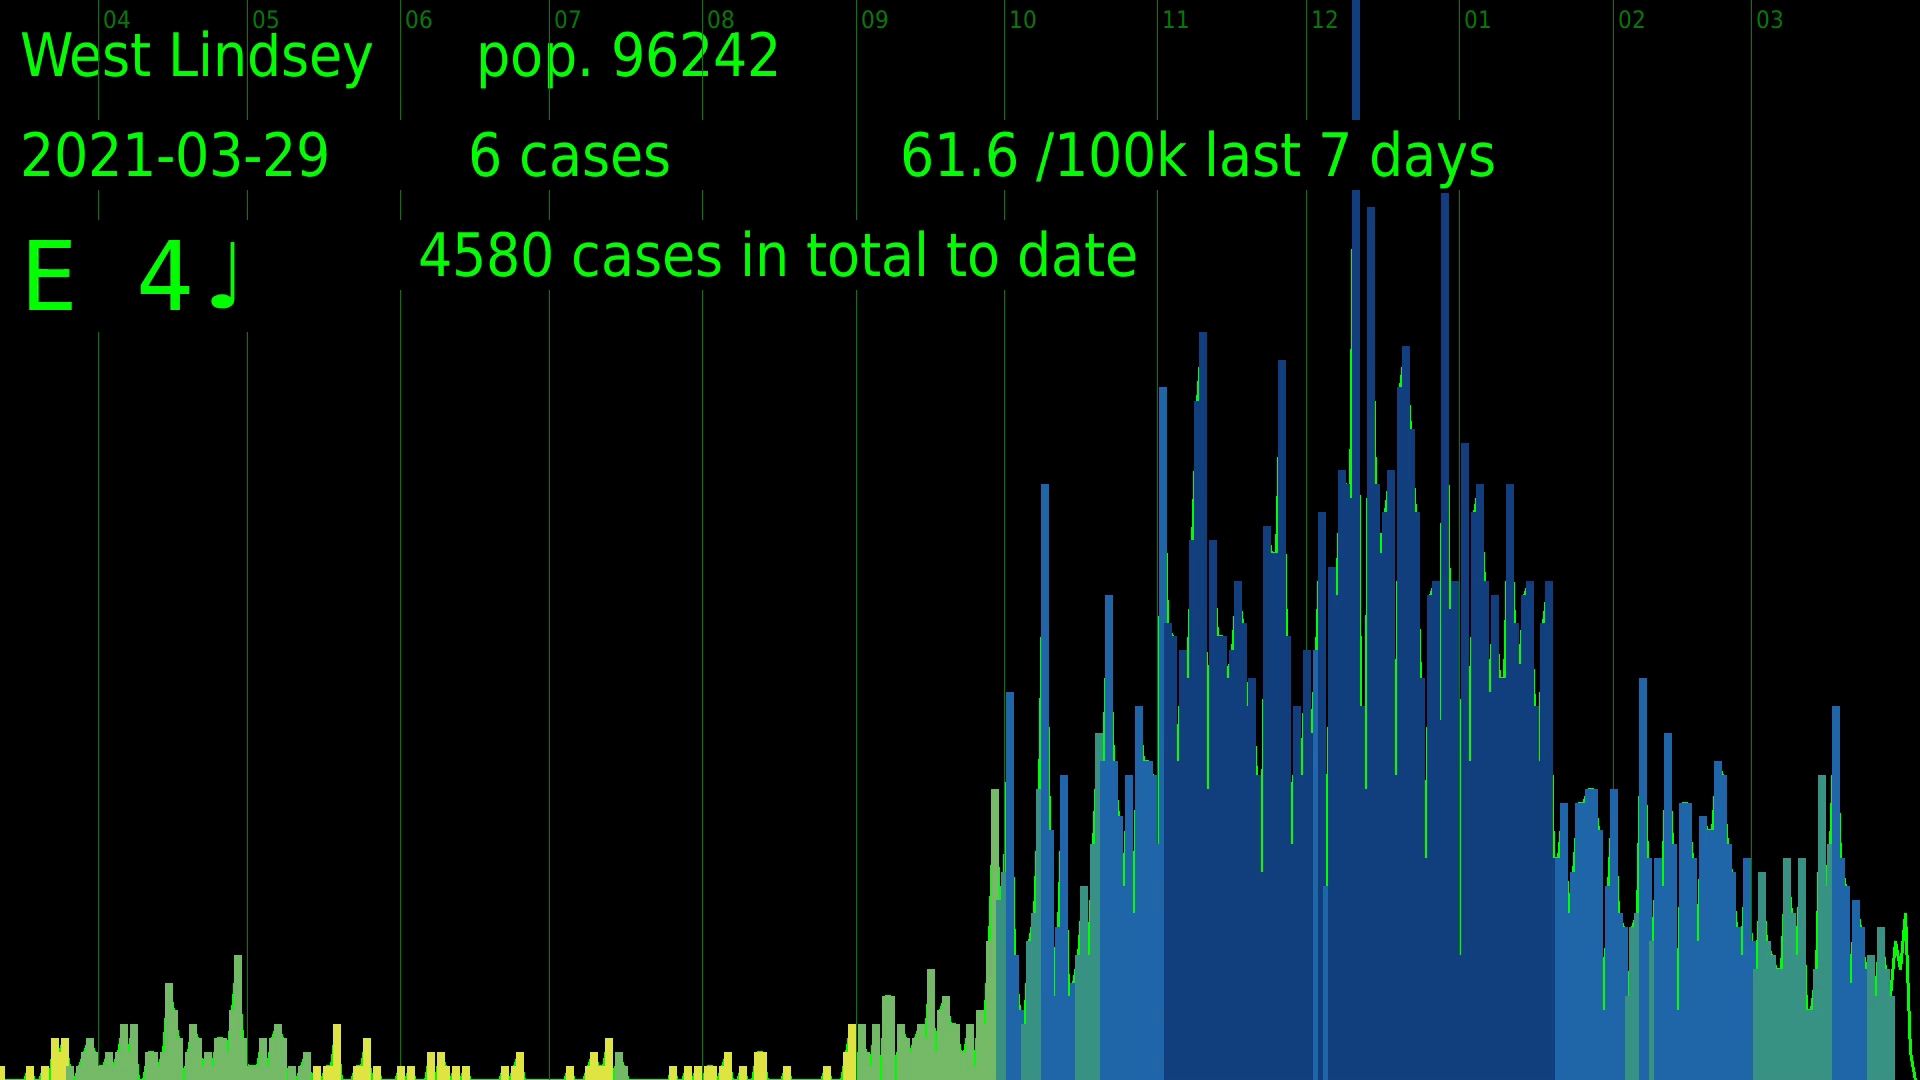 04 05 06 07 08 09 10 11 12 01 02 03
West Lindsey pop. 96242
2021-03-29 6 cases 61.6 /100k last 7 days
E 4♩ 4580 cases in total to date